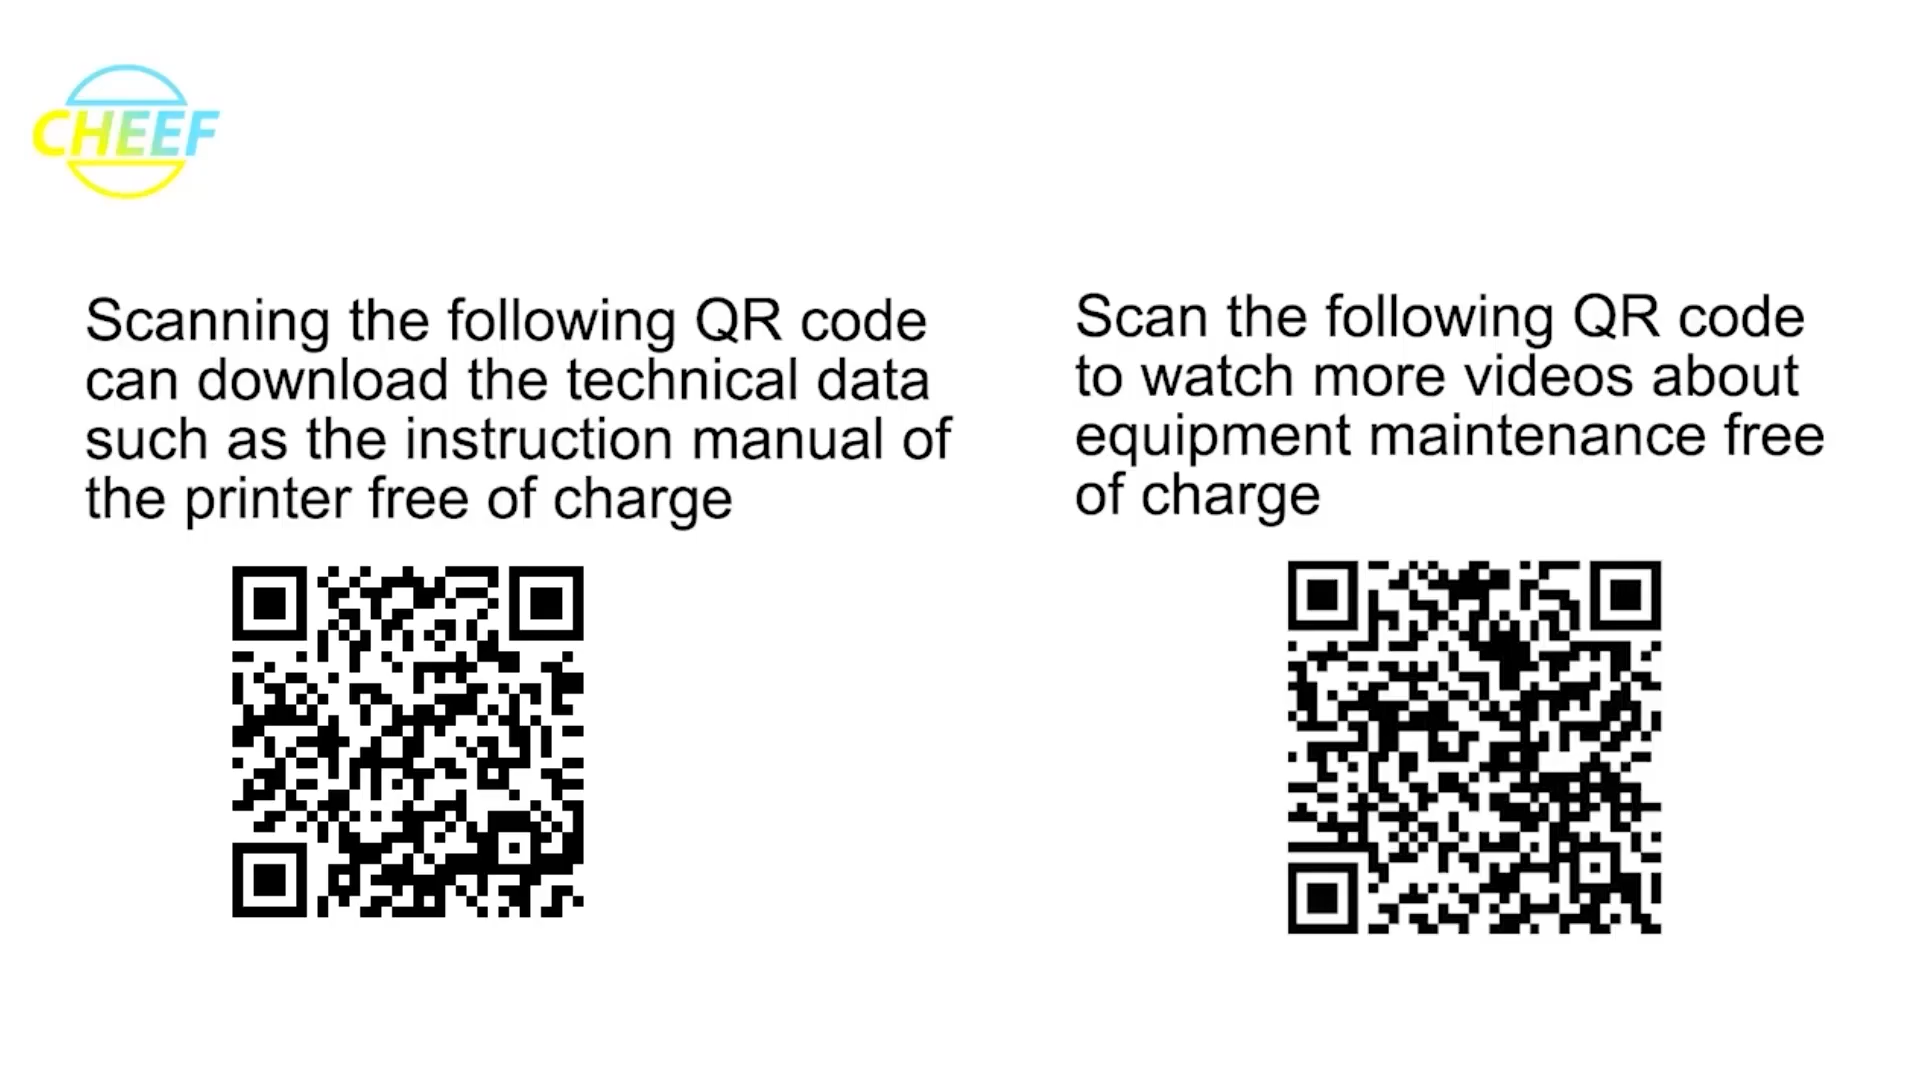 CHEEF
Scanning the following QR code
can download the technical data
such as the instruction manual of
the printer free of charge
Scan the following QR code
to watch more videos about
equipment maintenance free
of charge